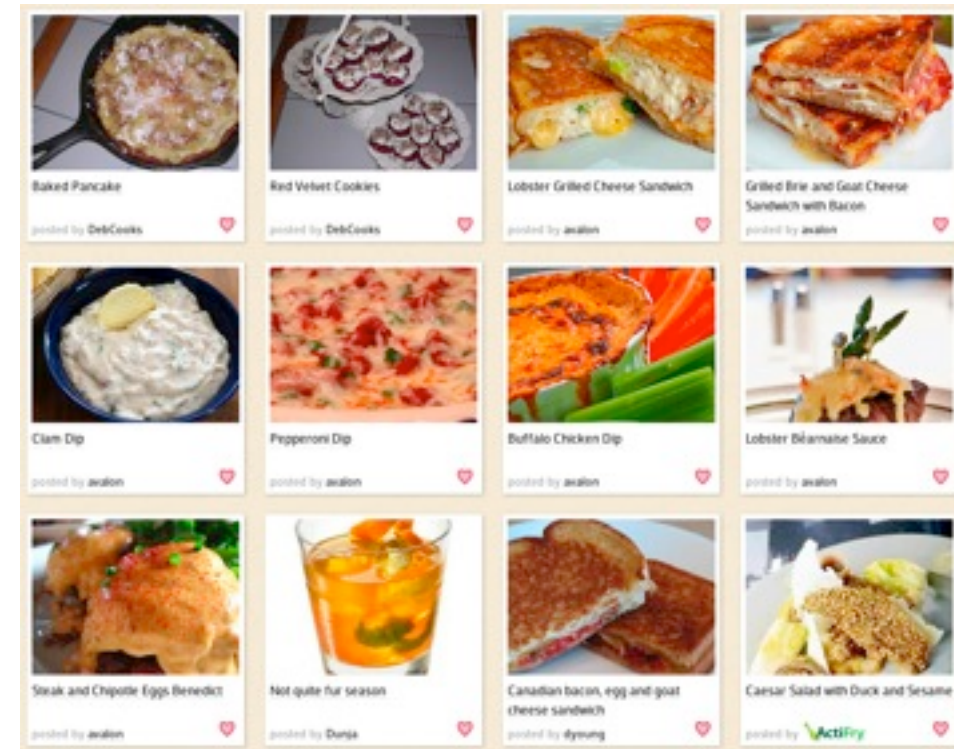 Baked Pancake
posted by DebCooks
Red Velvet Cookies
posted by DebCooks
Lobster Grilled Cheese Sandwich
posted by avalon
Grilled Brie and Goat Cheese
Sandwich with Bacon
posted by avalon
Clam Dip
posted by avalon
Pepperoni Dip
posted by avalon
Buffalo Chicken Dip
posted by avalon
Lobster Béarnaise Sauce
posted by avalon
Steak and Chipotle Eggs Benedict
posted by avalon
Not quite fur season
posted by Dunja
Canadian bacon, egg and goat
cheese sandwich
posted by dyoung
Caesar Salad with Duck and Sesame
posted by ActiFry